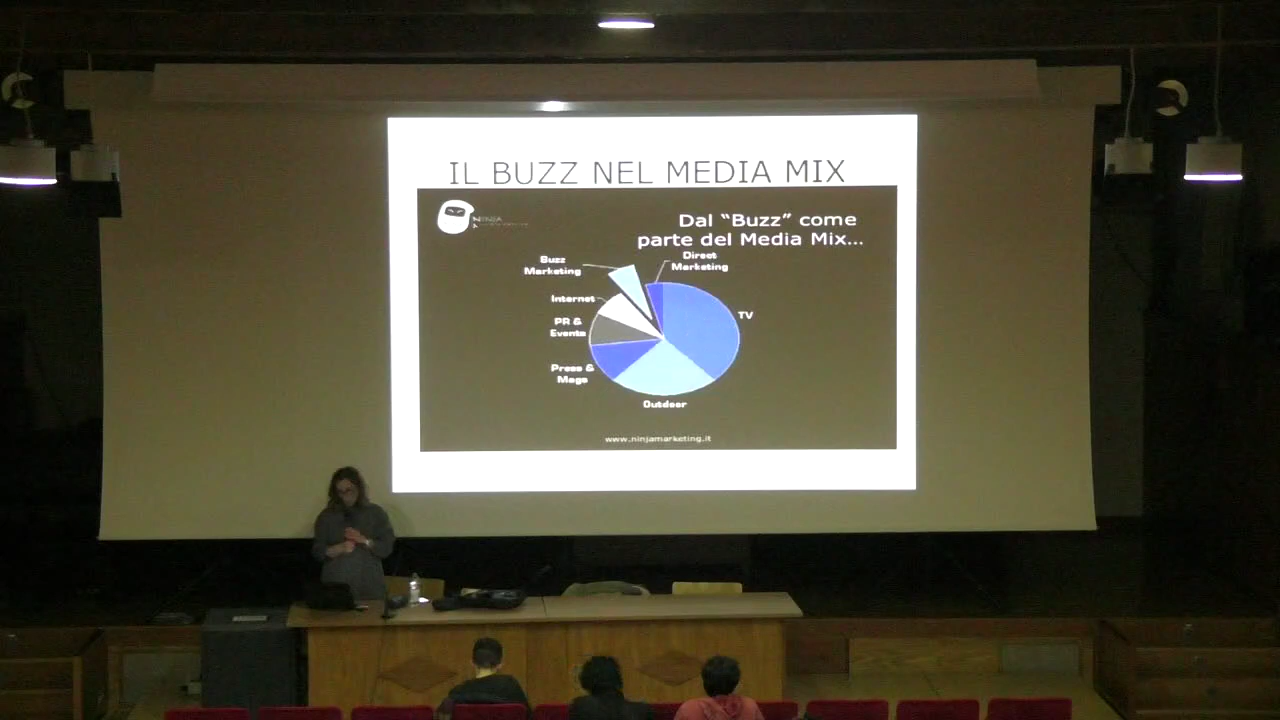 IL BUZZ NEL MEDIA MIX
NINJA
Dal “Buzz” come
parte del Media Mix...
Buzz
Marketing
Direct
Marketing
Internet
TV
PR &
Events
Press &
Mags
Outdoor
www.ninjamarketing.it